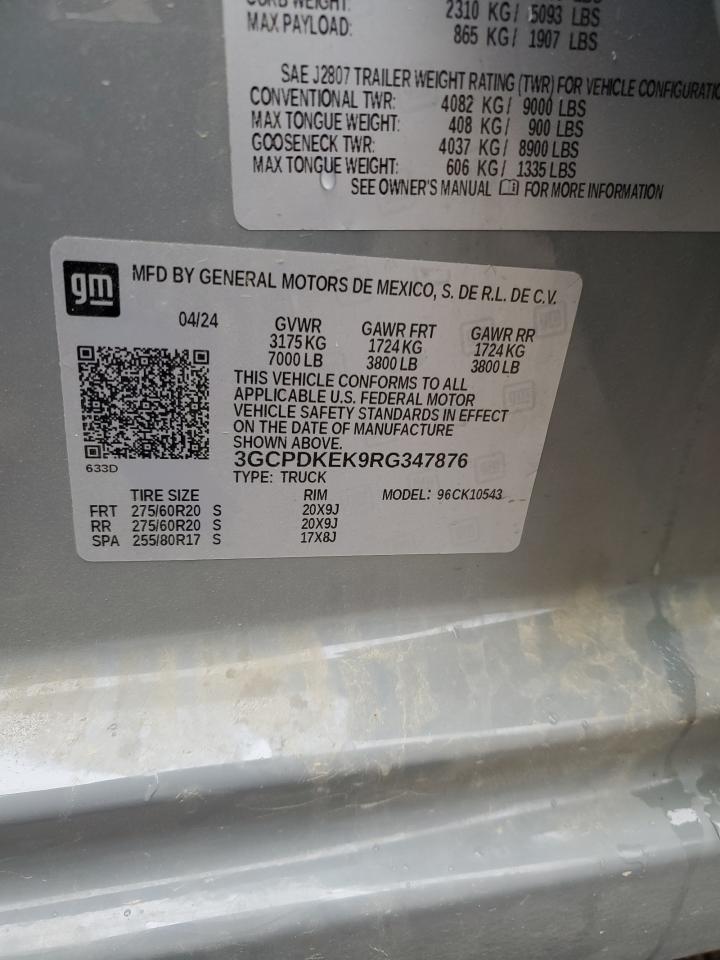 CURB WEIGHT: 2310 KG/ 5093 LBS
MAX PAYLOAD: 865 KG/ 1907 LBS
SAE J2807 TRAILER WEIGHT RATING (TWR) FOR VEHICLE
CONVENTIONAL TWR: 4082 KG/ 9000 LBS
MAX TONGUE WEIGHT: 408 KG/ 900 LBS
GOOSENECK TWR: 4037 KG/ 8900 LBS
MAX TONGUE WEIGHT: 606 KG/ 1335 LBS
SEE OWNER'S MANUAL FOR MORE INFORMATION
gm
MFD BY GENERAL MOTORS DE MEXICO, S. DE R.L. DE C.V.
04/24 GVWR GAWR FRT GAWR RR
3175 KG 1724 KG 1724 KG
7000 LB 3800 LB 3800 LB
THIS VEHICLE CONFORMS TO ALL
APPLICABLE U.S. FEDERAL MOTOR
VEHICLE SAFETY STANDARDS IN EFFECT
ON THE DATE OF MANUFACTURE
SHOWN ABOVE.
633D
3GCPDKEK9RG347876
TYPE: TRUCK
TIRE SIZE RIM MODEL: 96CK10543
FRT 275/60R20 S 20X9J
RR 275/60R20 S 20X9J
SPA 255/80R17 S 17X8J